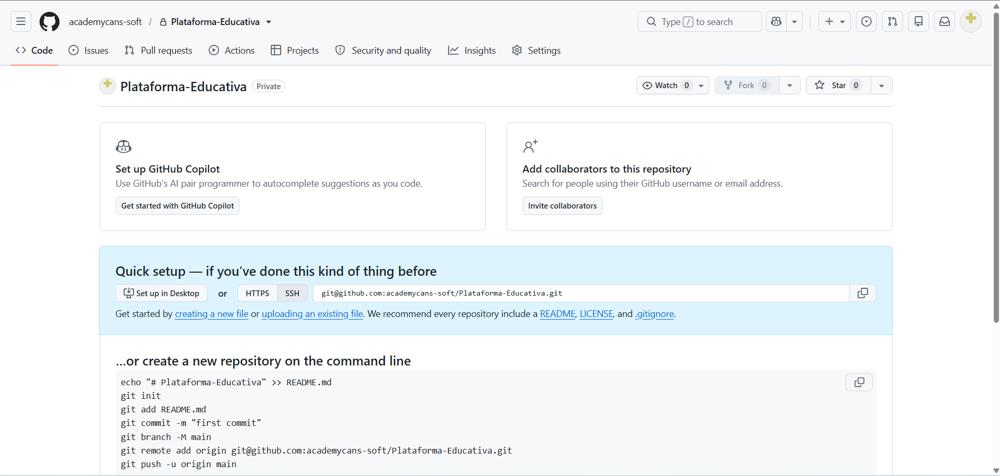 academycans-soft / Plataforma-Educativa
Type / to search
Code Issues Pull requests Actions Projects Security and quality Insights Settings
Plataforma-Educativa Private
Watch 0 Fork 0 Star 0
Set up GitHub Copilot
Use GitHub's AI pair programmer to autocomplete suggestions as you code.
Get started with GitHub Copilot
Add collaborators to this repository
Search for people using their GitHub username or email address.
Invite collaborators
Quick setup — if you’ve done this kind of thing before
Set up in Desktop or HTTPS SSH git@github.com:academycans-soft/Plataforma-Educativa.git
Get started by creating a new file or uploading an existing file. We recommend every repository include a README, LICENSE, and .gitignore.
…or create a new repository on the command line
echo "# Plataforma-Educativa" >> README.md
git init
git add README.md
git commit -m "first commit"
git branch -M main
git remote add origin git@github.com:academycans-soft/Plataforma-Educativa.git
git push -u origin main